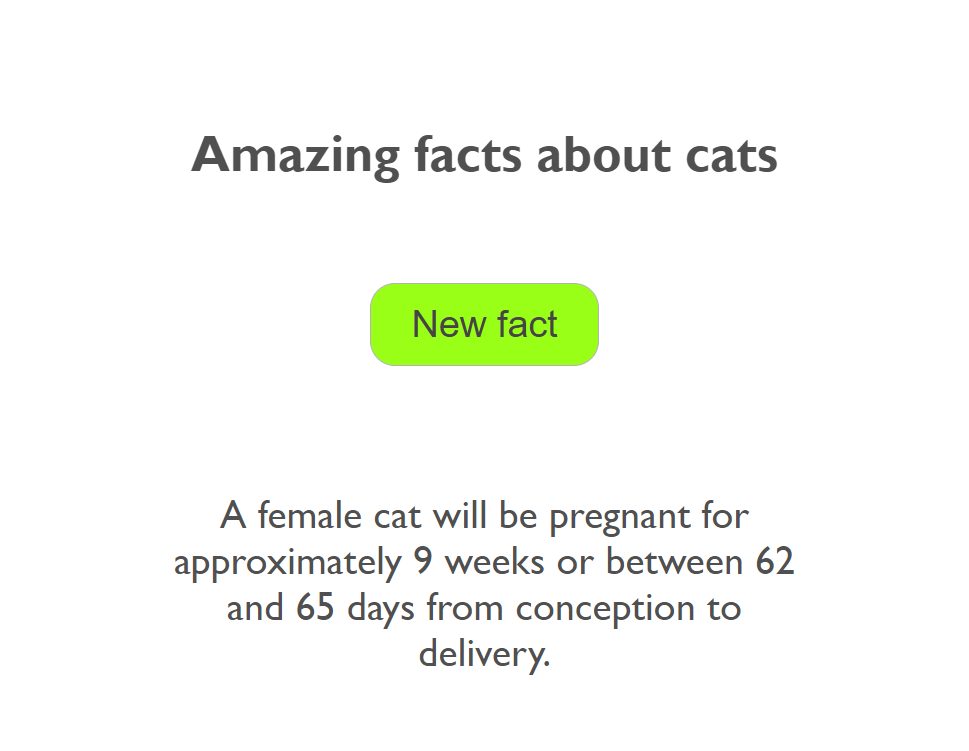 Amazing facts about cats
New fact
A female cat will be pregnant for
approximately 9 weeks or between 62
and 65 days from conception to
delivery.